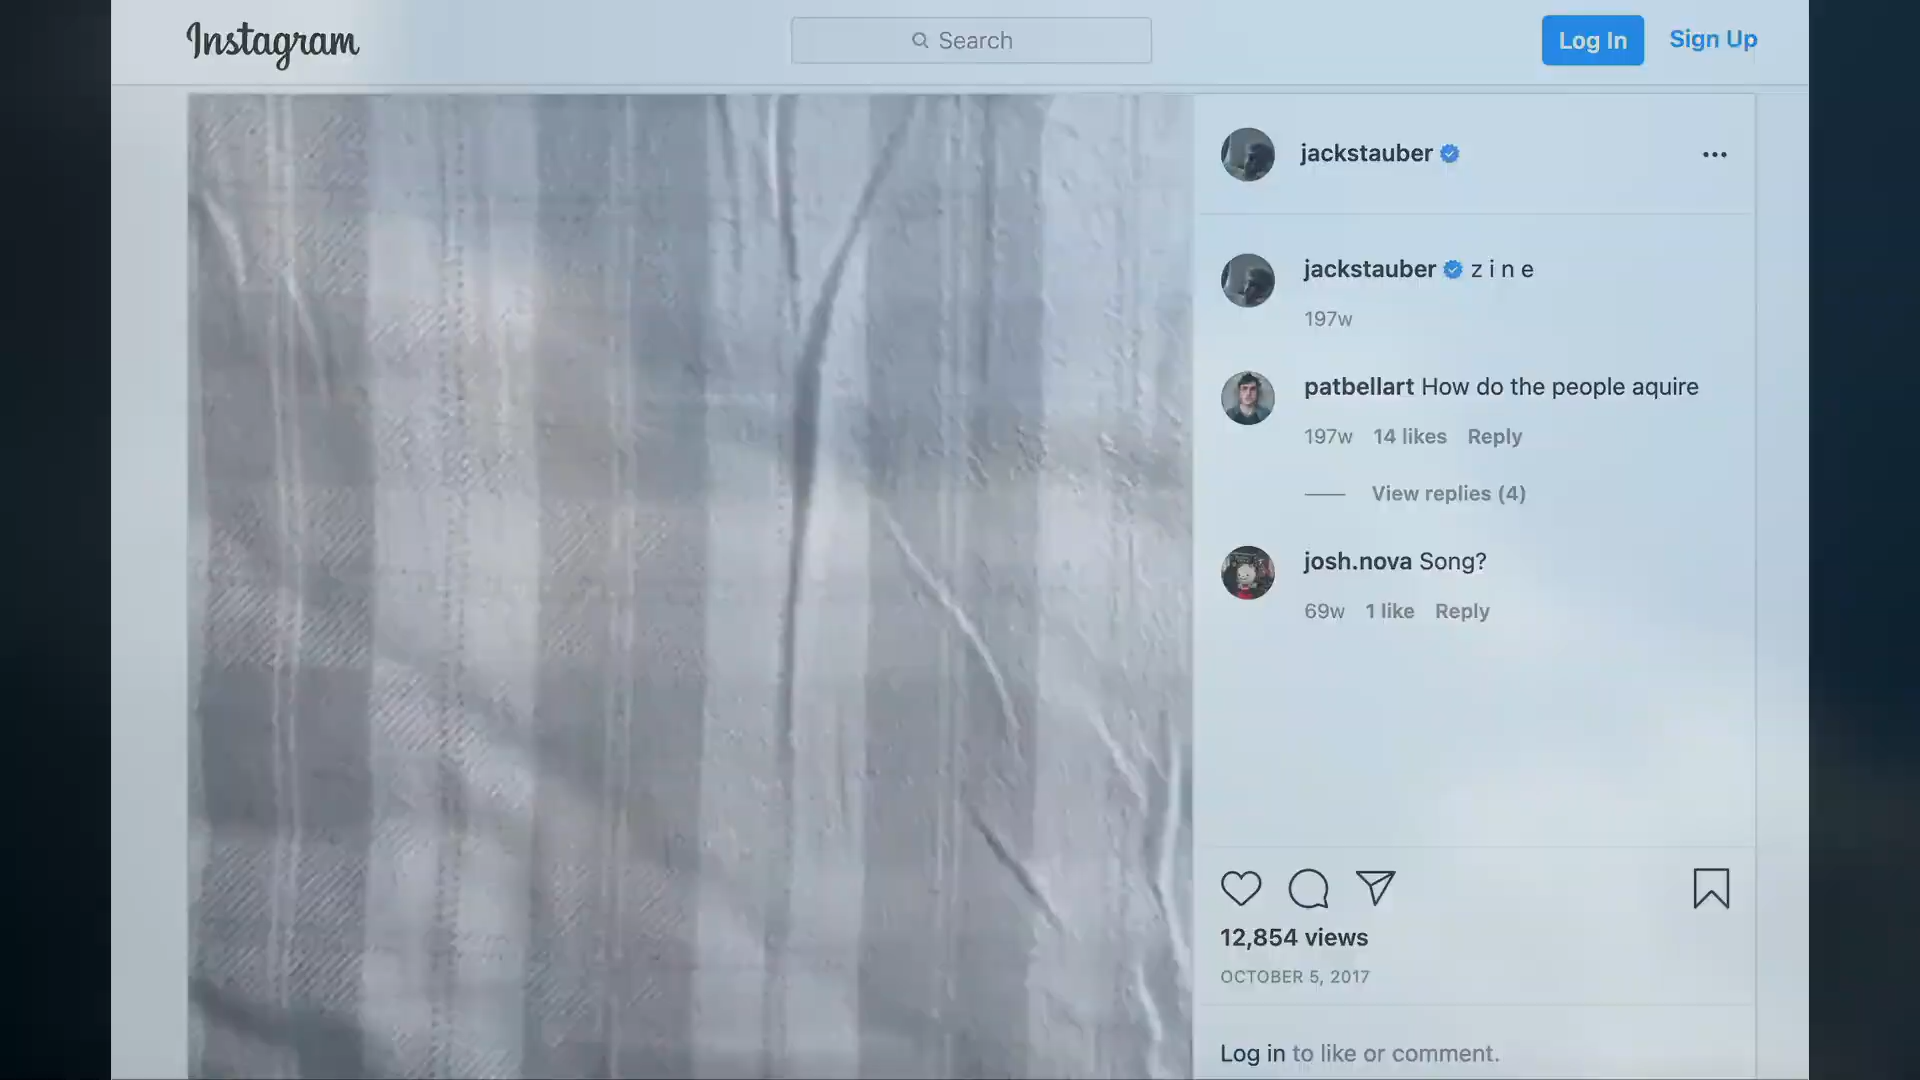 Instagram
Search
Log In
Sign Up
jackstauber
jackstauber z i n e
197w
patbellart How do the people aquire
197w 14 likes Reply
View replies (4)
josh.nova Song?
69w 1 like Reply
12,854 views
OCTOBER 5, 2017
Log in to like or comment.